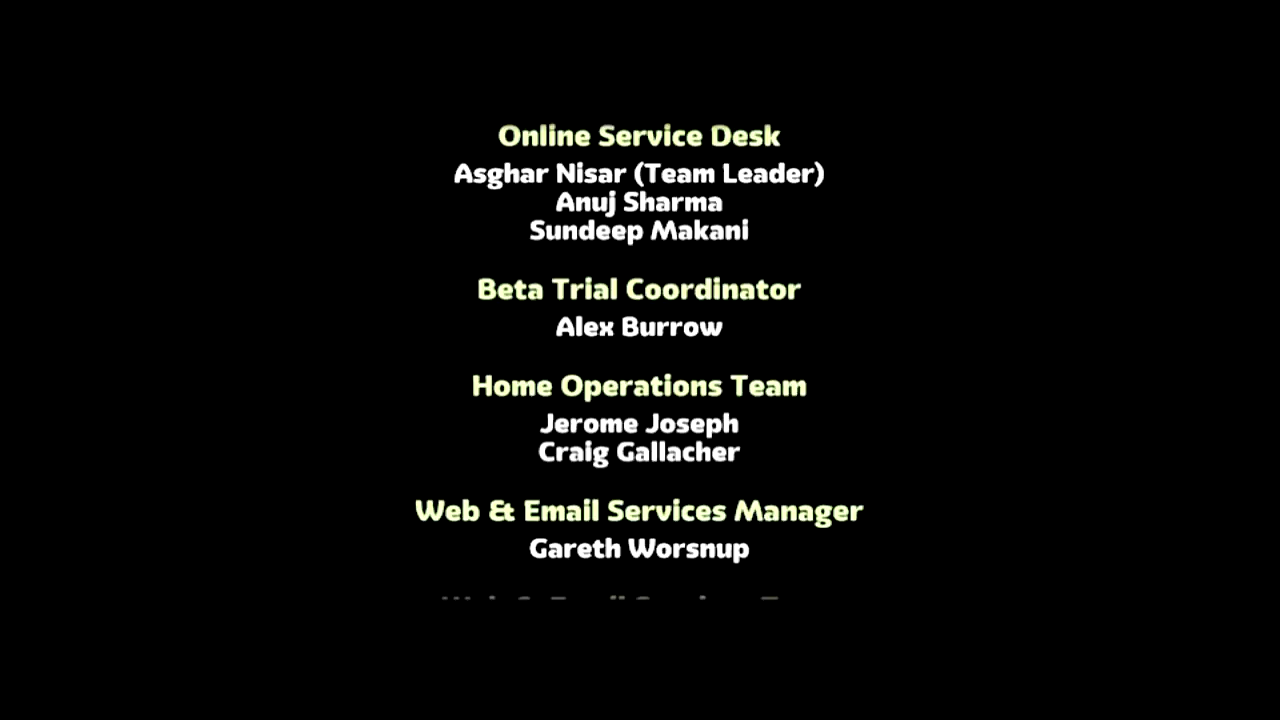 Online Service Desk
Asghar Nisar (Team Leader)
Anuj Sharma
Sundeep Makani
Beta Trial Coordinator
Alex Burrow
Home Operations Team
Jerome Joseph
Craig Gallacher
Web & Email Services Manager
Gareth Worsnup